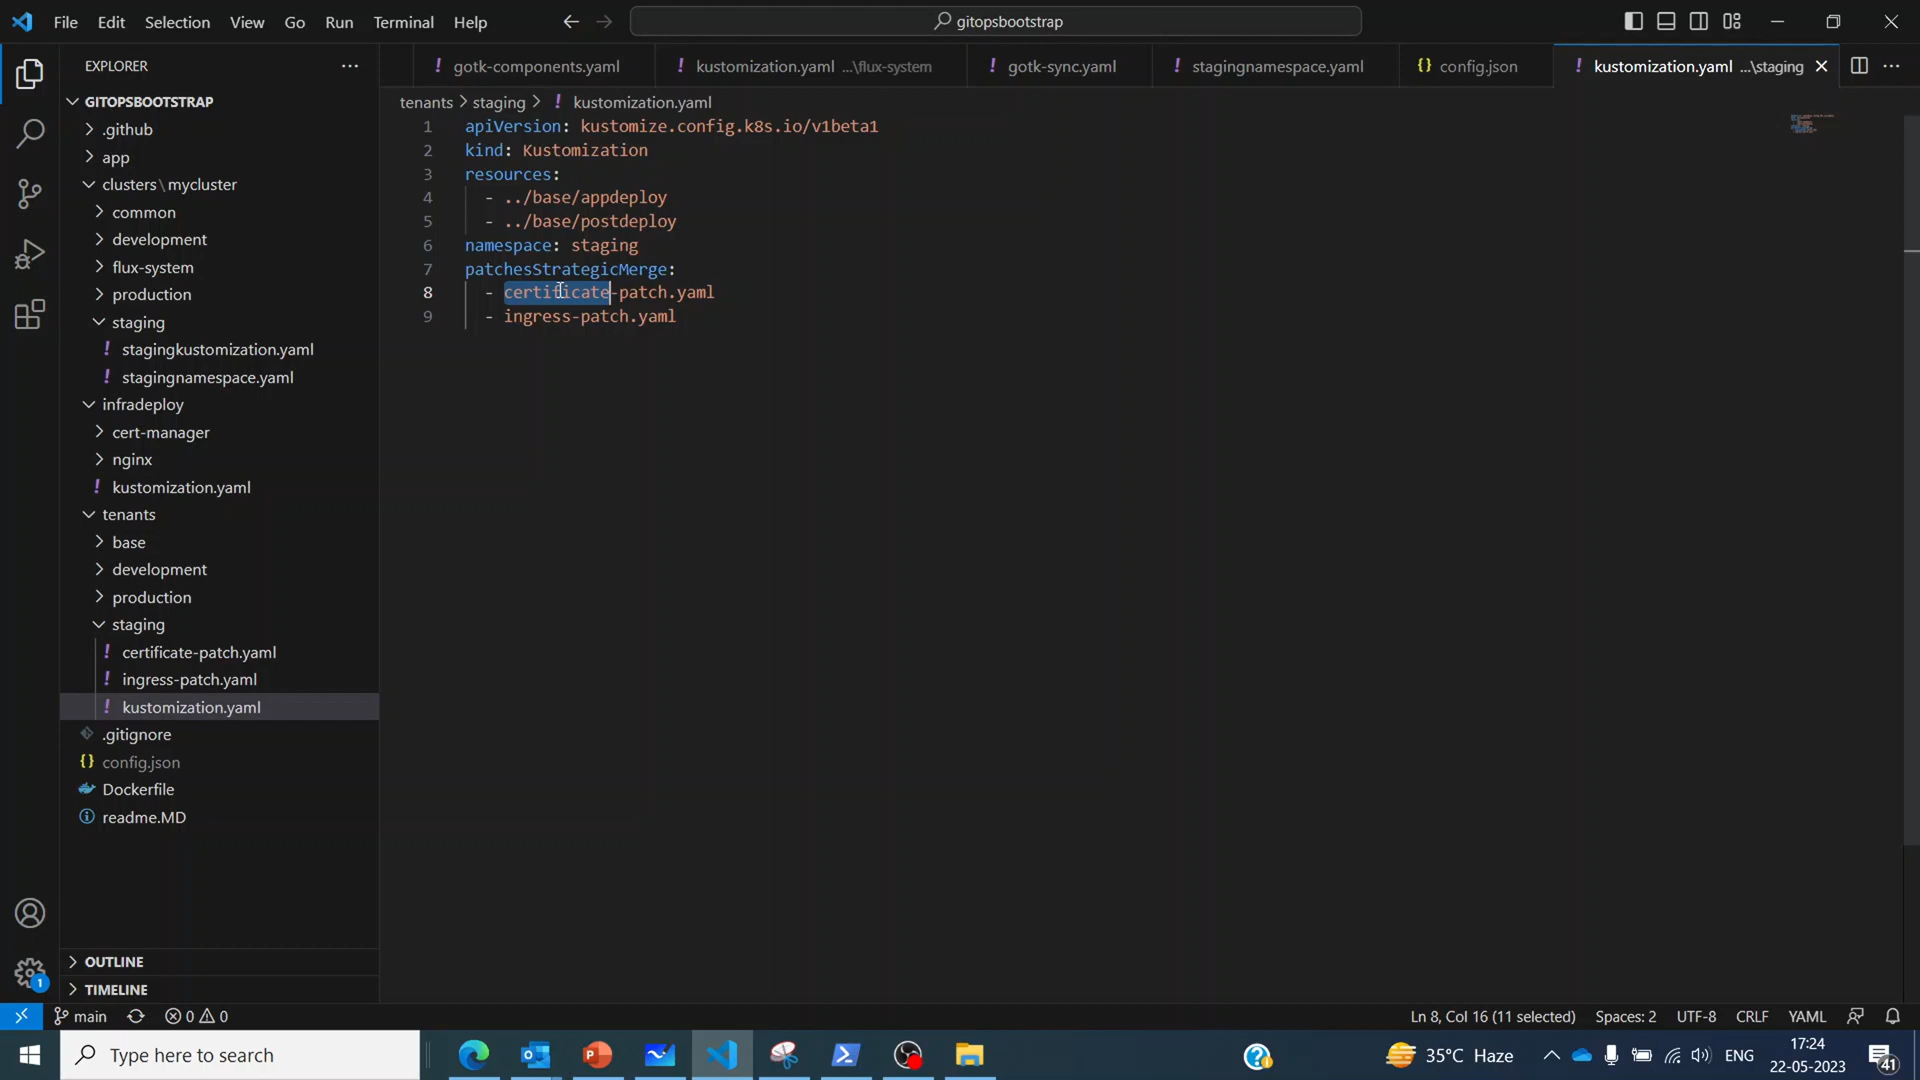 File Edit Selection View Go Run Terminal Help
gitopsbootstrap
EXPLORER
gotk-components.yaml
kustomization.yaml ...\flux-system
gotk-sync.yaml
stagingnamespace.yaml
config.json
kustomization.yaml ...\staging
GITOPSBOOTSTRAP
.github
app
clusters\mycluster
common
development
flux-system
production
staging
stagingkustomization.yaml
stagingnamespace.yaml
infradeploy
cert-manager
nginx
kustomization.yaml
tenants
base
development
production
staging
certificate-patch.yaml
ingress-patch.yaml
kustomization.yaml
.gitignore
config.json
Dockerfile
readme.MD
OUTLINE
TIMELINE
tenants > staging > kustomization.yaml
1 apiVersion: kustomize.config.k8s.io/v1beta1
2 kind: Kustomization
3 resources:
4 - ../base/appdeploy
5 - ../base/postdeploy
6 namespace: staging
7 patchesStrategicMerge:
8 - certificate-patch.yaml
9 - ingress-patch.yaml
1
main 0 0
Ln 8, Col 16 (11 selected) Spaces: 2 UTF-8 CRLF YAML
Type here to search
35°C Haze
ENG
17:24
22-05-2023
41